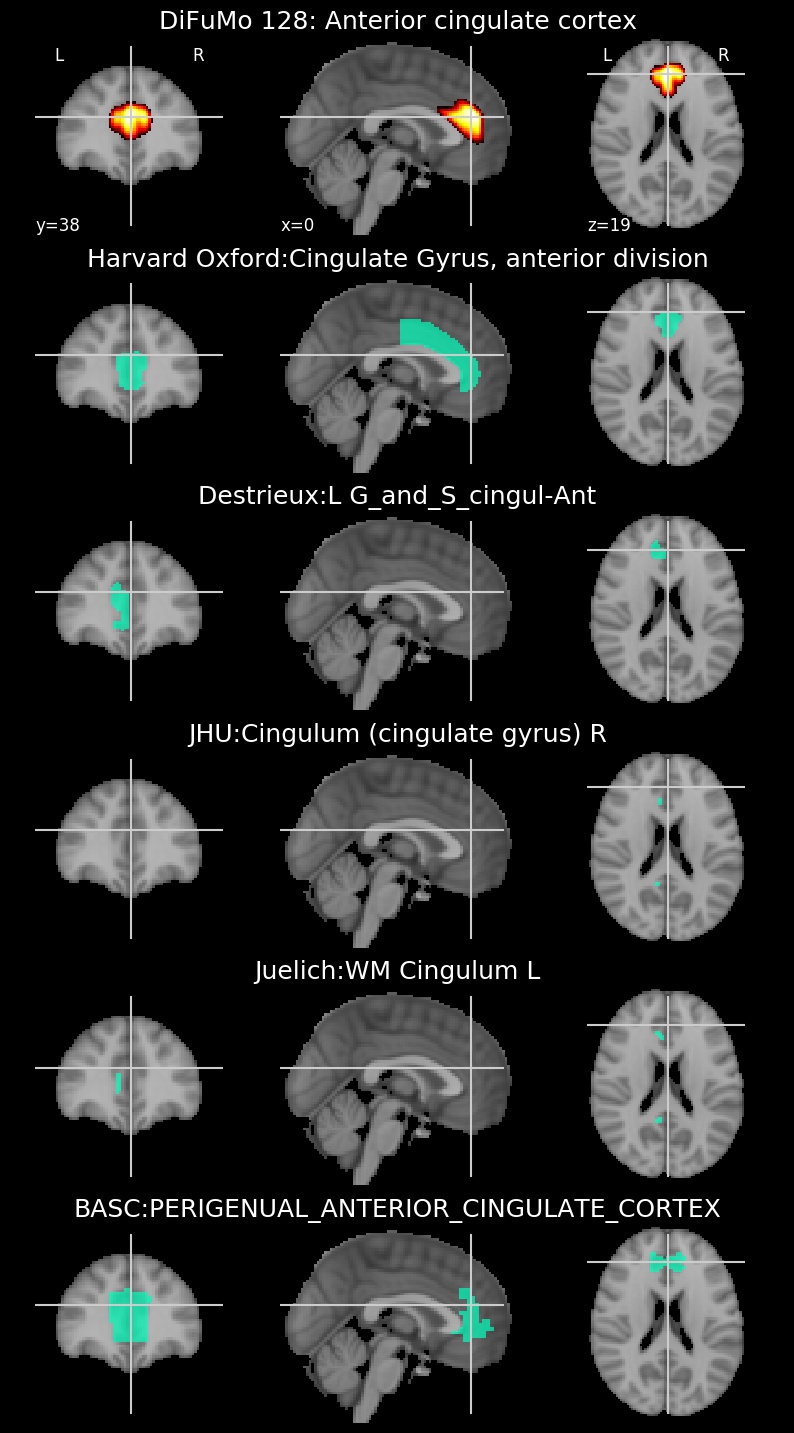 DiFuMo 128: Anterior cingulate cortex
L R L R
y=38 x=0 z=19
Harvard Oxford:Cingulate Gyrus, anterior division
Destrieux:L G_and_S_cingul-Ant
JHU:Cingulum (cingulate gyrus) R
Juelich:WM Cingulum L
BASC:PERIGENUAL_ANTERIOR_CINGULATE_CORTEX